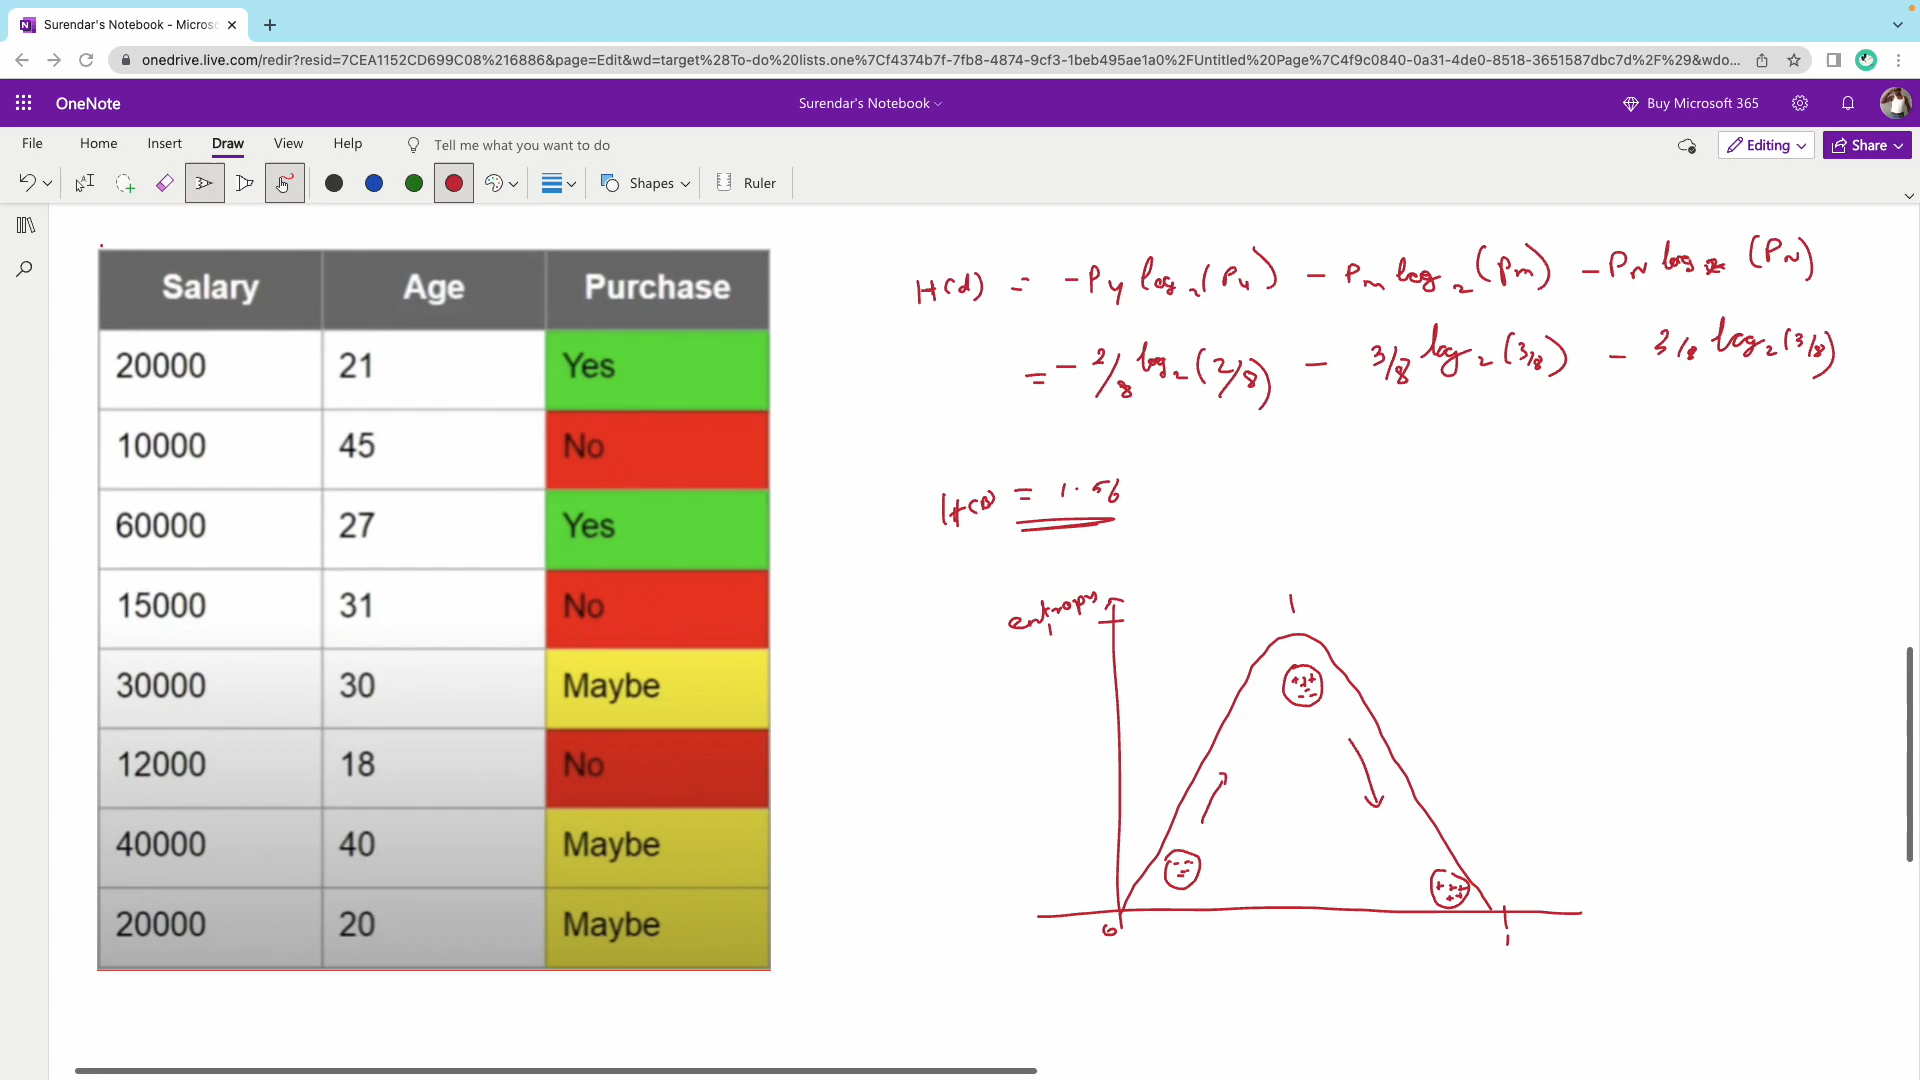 Surendar's Notebook - Micros
onedrive.live.com/redir?resid=7CEA1152CD699C08%216886&page=Edit&wd=target%28To-do%20lists.one%7Cf4374b7f-7fb8-4874-9cf3-1beb495ae1a0%2FUntitled%20Page%7C4f9c0840-0a31-4de0-8518-3651587dbc7d%2F%29&wdo...
OneNote
Surendar's Notebook
Buy Microsoft 365
File Home Insert Draw View Help Tell me what you want to do
Editing Share
Shapes Ruler
Salary Age Purchase
20000 21 Yes
10000 45 No
60000 27 Yes
15000 31 No
30000 30 Maybe
12000 18 No
40000 40 Maybe
20000 20 Maybe
H(d) = -Py log2(Py) - Pm log2(Pm) - PN log2(PN)
= - 2/8 log2(2/8) - 3/8 log2(3/8) - 3/8 log2(3/8)
H(D) = 1.56
entropy
1
1
0
1